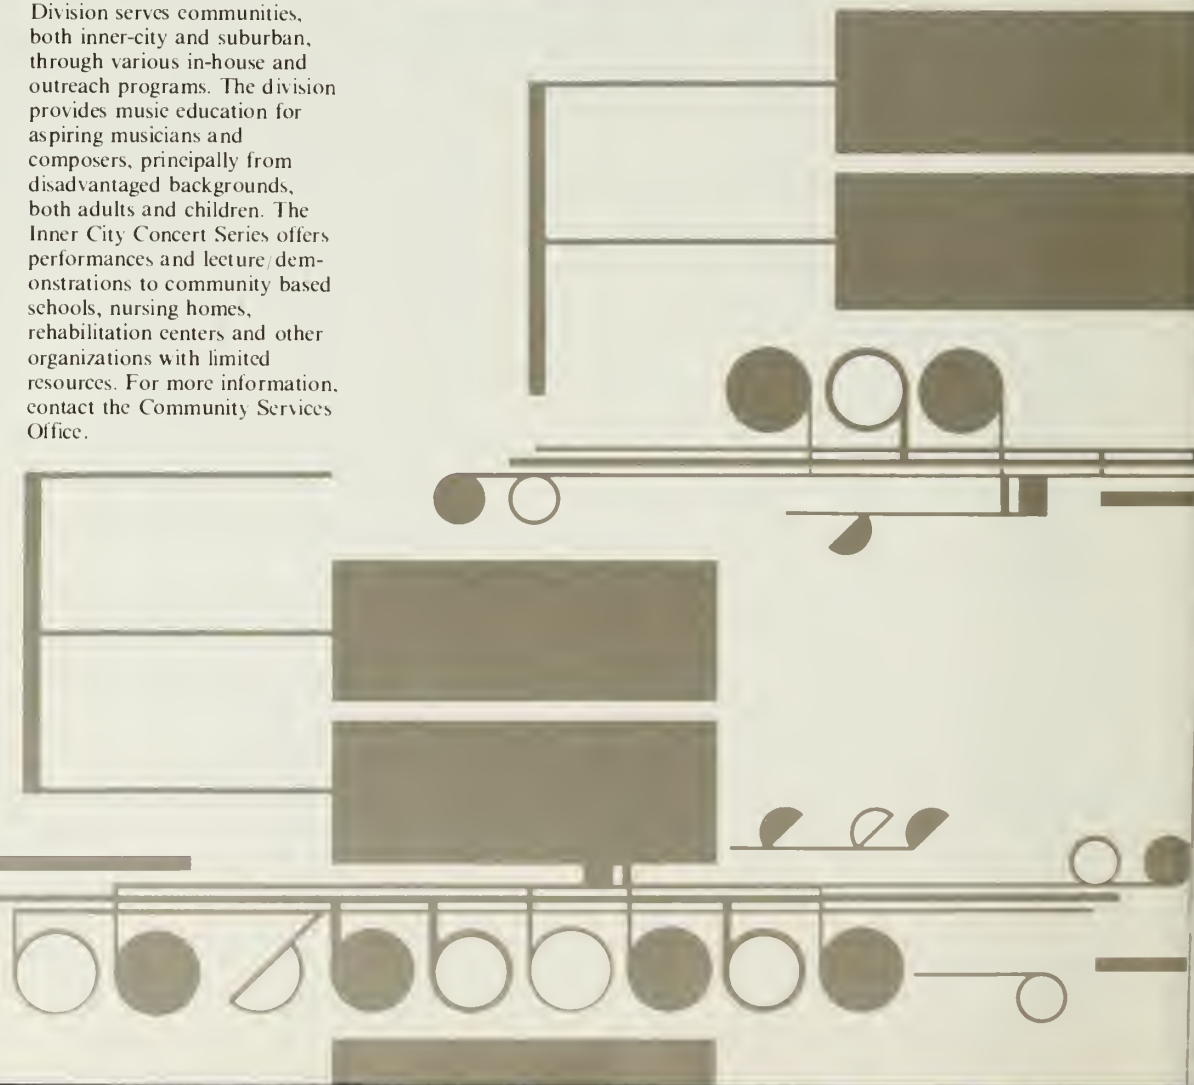 Division serves communities,
both inner-city and suburban,
through various in-house and
outreach programs. The division
provides music education for
aspiring musicians and
composers, principally from
disadvantaged backgrounds,
both adults and children. The
Inner City Concert Series offers
performances and lecture/dem-
onstrations to community based
schools, nursing homes,
rehabilitation centers and other
organizations with limited
resources. For more information,
contact the Community Services
Office.